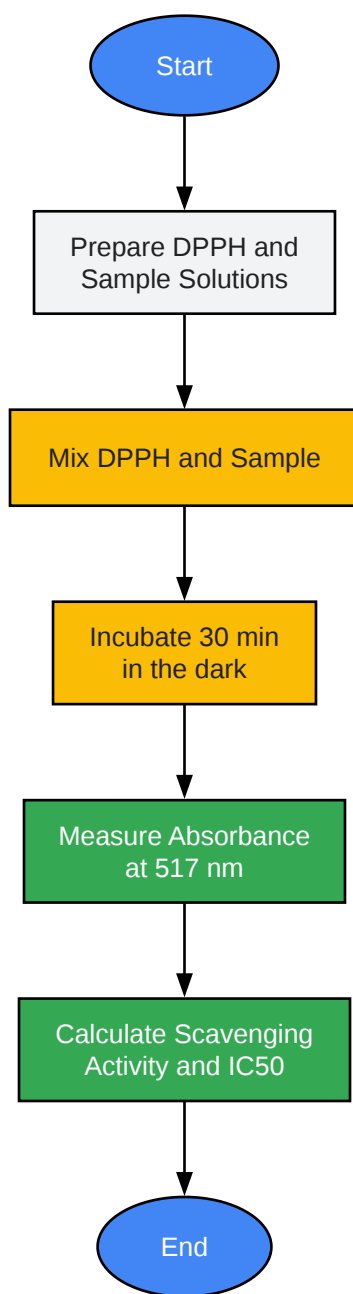 Start
Prepare DPPH and
Sample Solutions
Mix DPPH and Sample
Incubate 30 min
in the dark
Measure Absorbance
at 517 nm
Calculate Scavenging
Activity and IC50
End